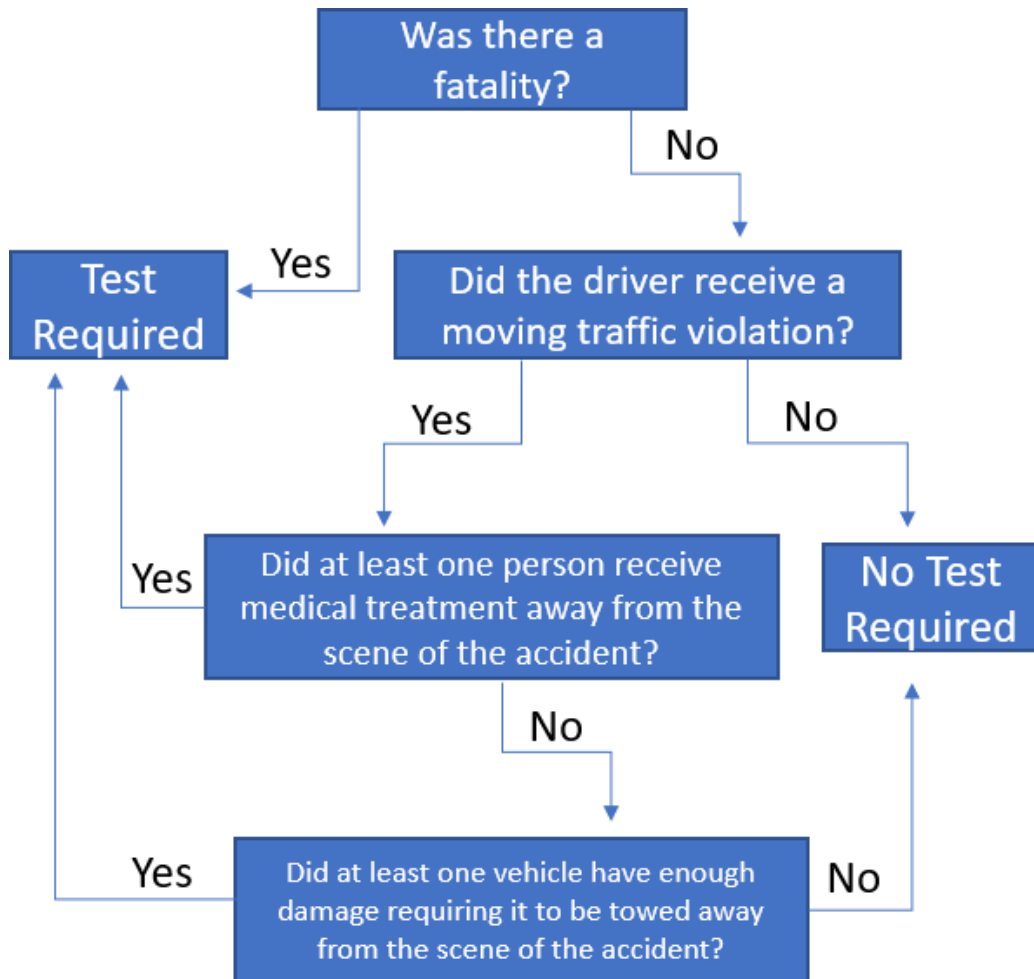 Was there a
fatality?
No
Yes
Test
Required
Did the driver receive a
moving traffic violation?
Yes
No
Did at least one person receive
medical treatment away from the
scene of the accident?
Yes
No Test
Required
No
Did at least one vehicle have enough
damage requiring it to be towed away
from the scene of the accident?
Yes
No